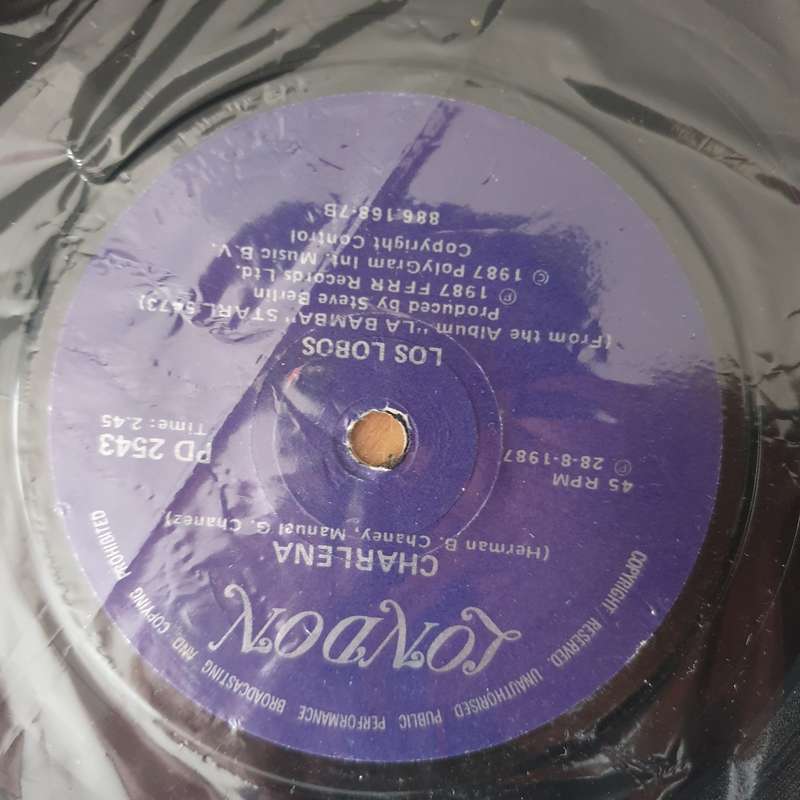 LONDON
CHARLENA
(Herman B. Chaney, Manuel G. Chanez)
45 RPM
℗ 28-8-1987
PD 2543
Time: 2.45
LOS LOBOS
(From the Album "LA BAMBA" STARL 5473)
Produced by Steve Berlin
℗ 1987 FFRR Records Ltd.
© 1987 PolyGram Int. Music B.V.
Copyright Control
886.168-7B
COPYRIGHT RESERVED UNAUTHORISED PUBLIC PERFORMANCE BROADCASTING AND COPYING PROHIBITED